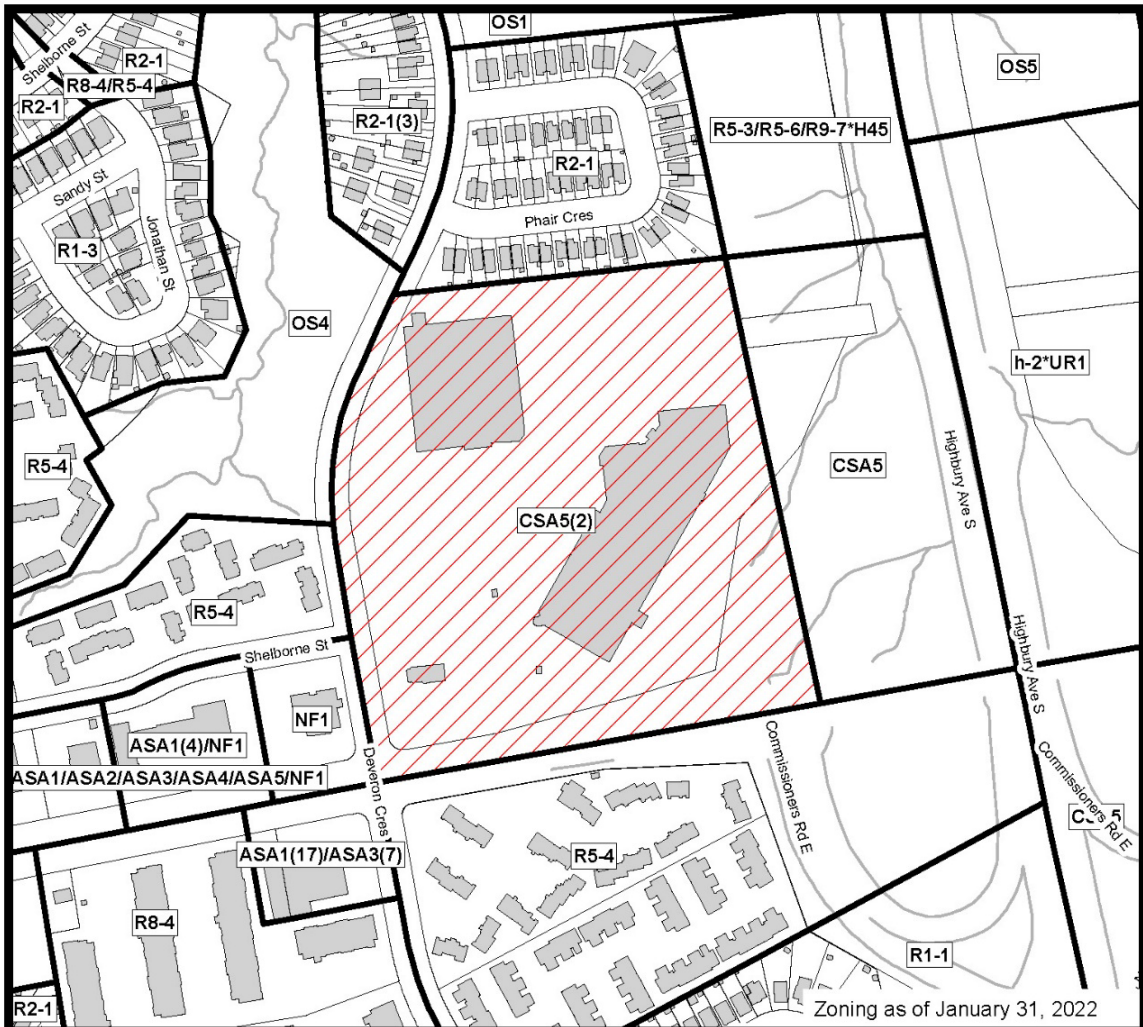 OS1
Shelborne St
R2-1
OS5
R8-4/R5-4
R2-1
R2-1(3)
R5-3/R5-6/R9-7*H45
R2-1
Sandy St
Phair Cres
Jonathan St
R1-3
OS4
h-2*UR1
Highbury Ave S
R5-4
CSA5
CSA5(2)
R5-4
Shelborne St
Highbury Ave S
NF1
ASA1(4)/NF1
Deveron Cres
Commissioners Rd E
Commissioners Rd E
ASA1/ASA2/ASA3/ASA4/ASA5/NF1
ASA1(17)/ASA3(7)
R5-4
R8-4
R1-1
R2-1
Zoning as of January 31, 2022